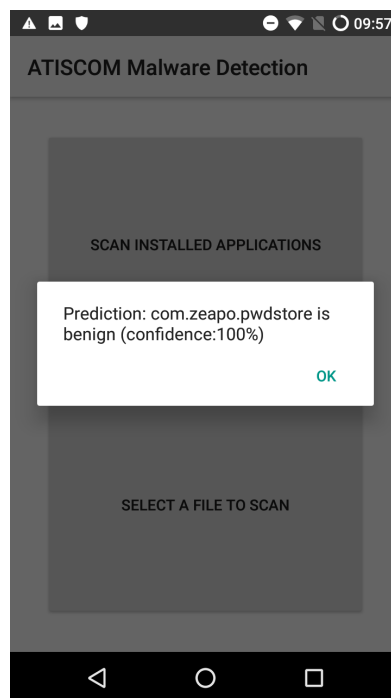 09:57
ATISCOM Malware Detection
SCAN INSTALLED APPLICATIONS
Prediction: com.zeapo.pwdstore is
benign (confidence:100%)
OK
SELECT A FILE TO SCAN